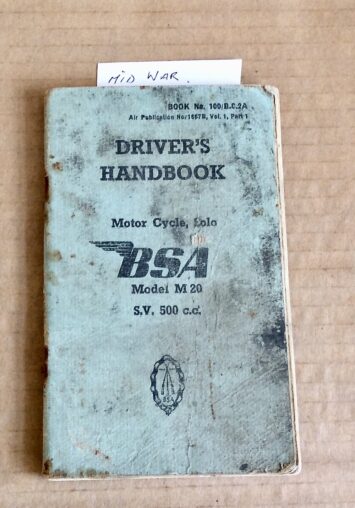 MID WAR.
BOOK No. 100/B.C.2A
Air Publication No/1657B, Vol. 1, Part 1
DRIVER'S
HANDBOOK
Motor Cycle, Solo
BSA
Model M 20
S.V. 500 c.c.
BSA